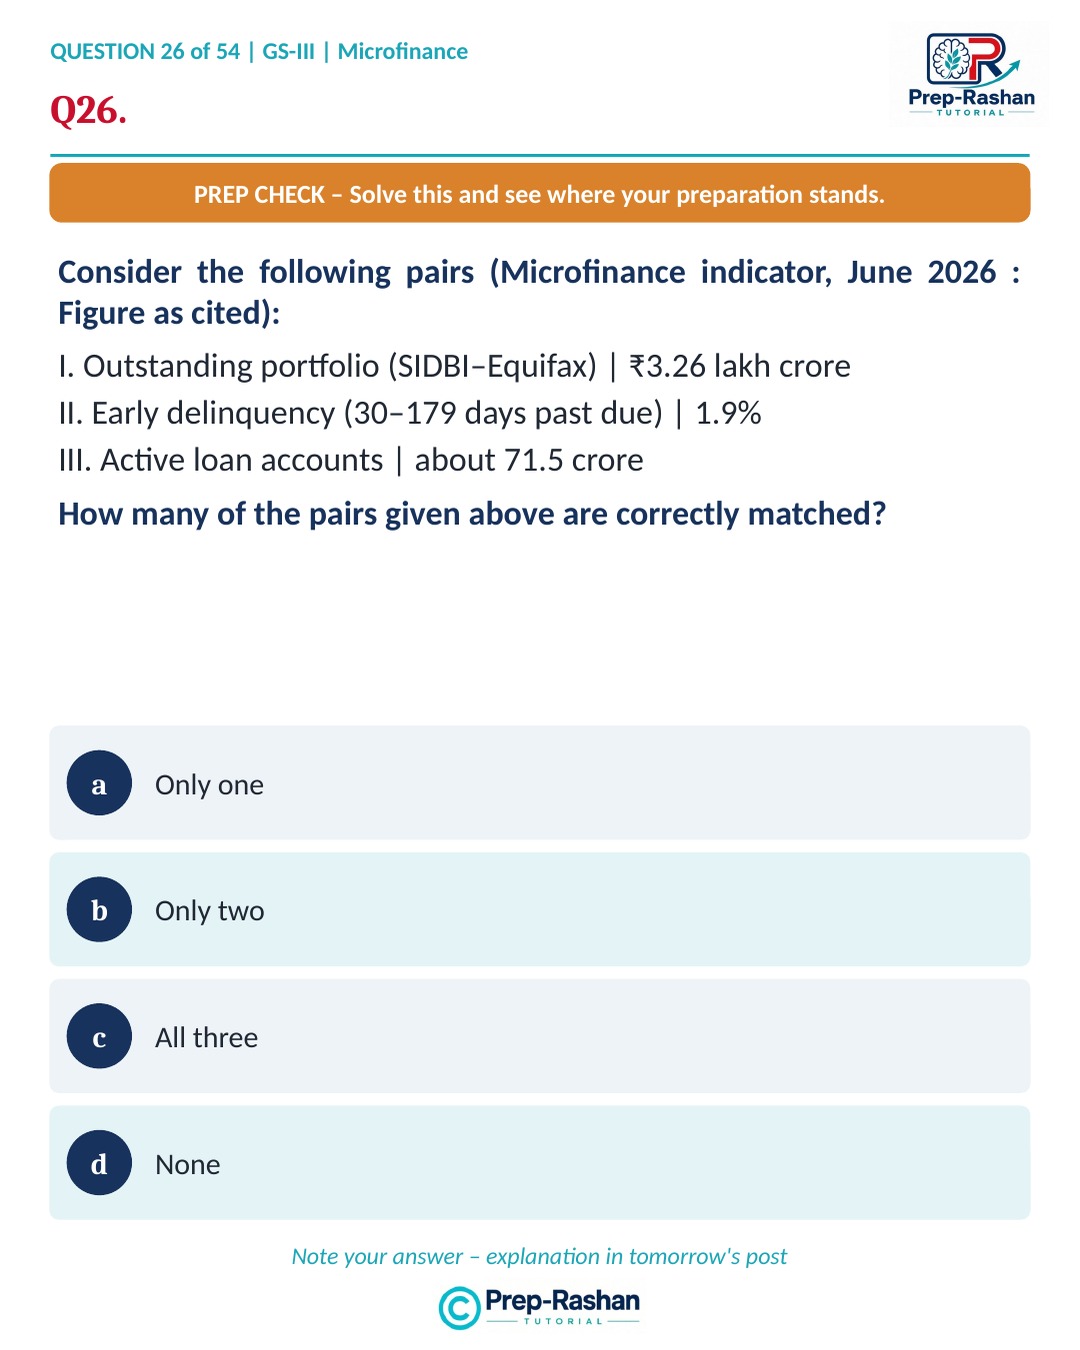 QUESTION 26 of 54 | GS-III | Microfinance
Q26.
Prep-Rashan
TUTORIAL
PREP CHECK – Solve this and see where your preparation stands.
Consider the following pairs (Microfinance indicator, June 2026 :
Figure as cited):
I. Outstanding portfolio (SIDBI–Equifax) | ₹3.26 lakh crore
II. Early delinquency (30–179 days past due) | 1.9%
III. Active loan accounts | about 71.5 crore
How many of the pairs given above are correctly matched?
a Only one
b Only two
c All three
d None
Note your answer – explanation in tomorrow's post
© Prep-Rashan
TUTORIAL